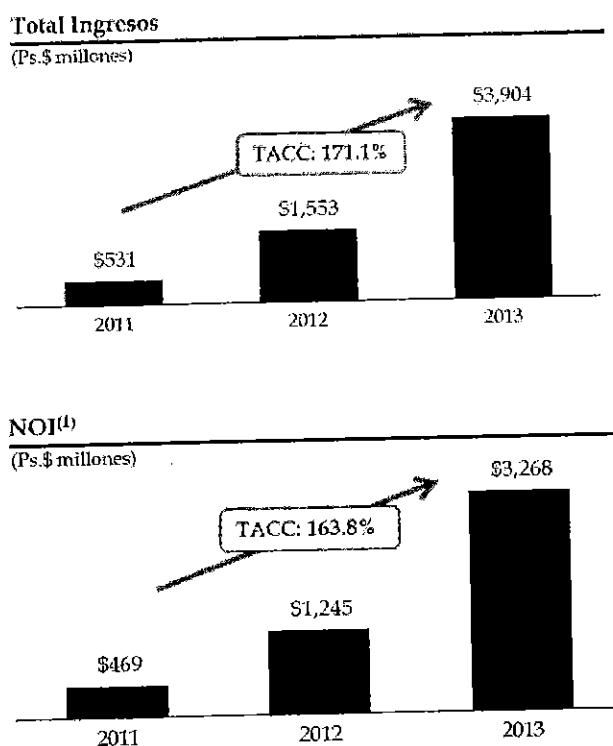 Total Ingresos
(Ps.$ millones)
$3,904
TACC: 171.1%
$1,553
$531
2011 2012 2013
NOI(1)
(Ps.$ millones)
$3,268
TACC: 163.8%
$1,245
$469
2011 2012 2013